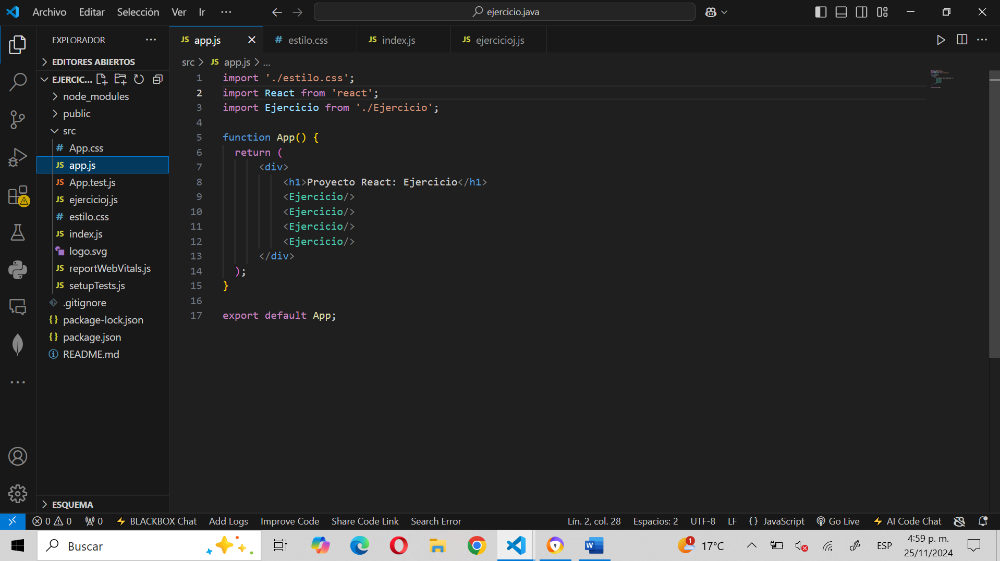 Archivo Editar Selección Ver Ir ···
ejercicio.java
EXPLORADOR ···
JS app.js
# estilo.css
JS index.js
JS ejercicioj.js
EDITORES ABIERTOS
src > JS app.js > ...
EJERCIC...
node_modules
public
src
# App.css
JS app.js
JS App.test.js
JS ejercicioj.js
# estilo.css
JS index.js
logo.svg
JS reportWebVitals.js
JS setupTests.js
.gitignore
{} package-lock.json
{} package.json
README.md
ESQUEMA
1 import './estilo.css';
2 import React from 'react';
3 import Ejercicio from './Ejercicio';
4
5 function App() {
6 return (
7 <div>
8 <h1>Proyecto React: Ejercicio</h1>
9 <Ejercicio/>
10 <Ejercicio/>
11 <Ejercicio/>
12 <Ejercicio/>
13 </div>
14 );
15 }
16
17 export default App;
0 0 0 BLACKBOX Chat Add Logs Improve Code Share Code Link Search Error Lín. 2, col. 28 Espacios: 2 UTF-8 LF {} JavaScript Go Live AI Code Chat
Buscar
1 17°C ESP
4:59 p. m.
25/11/2024